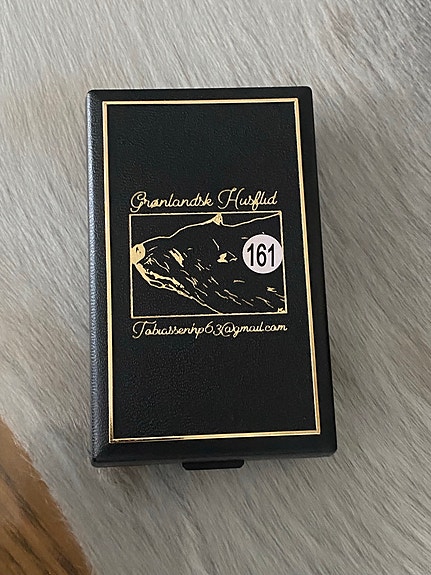 Grønlandsk Husflid
161
Tobiassenhp63@gmail.com